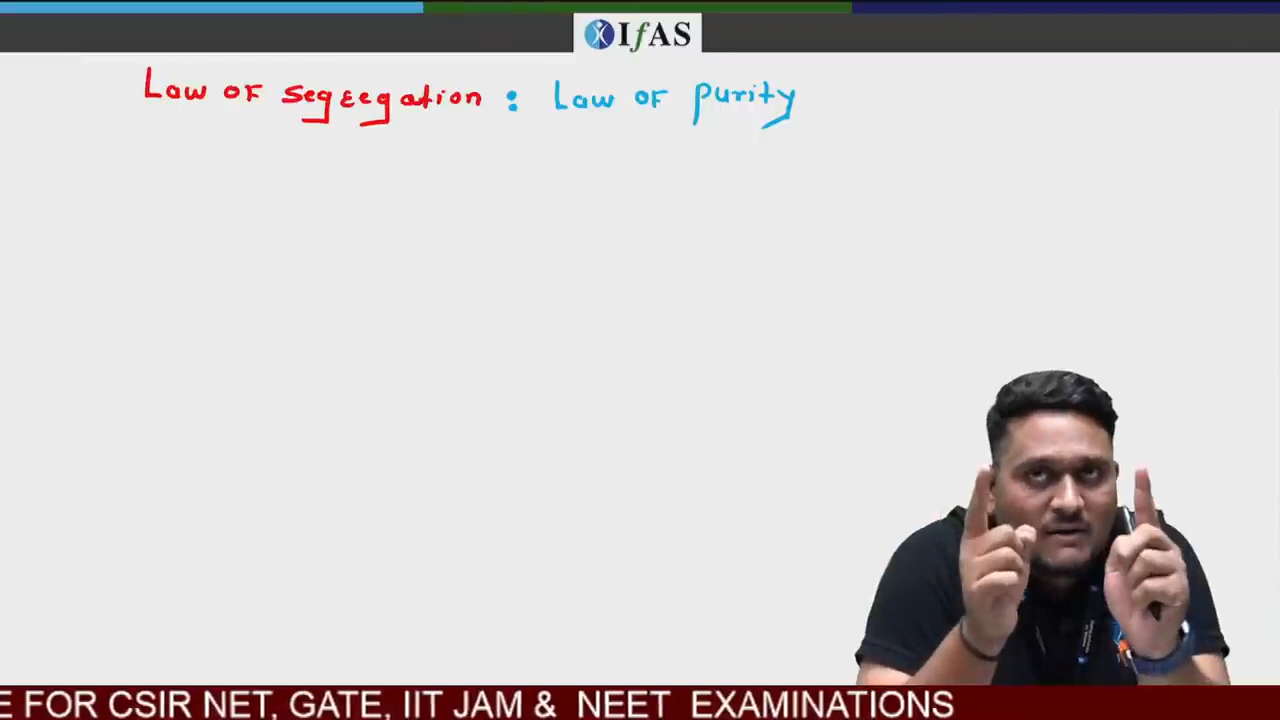 IfAS
Law of segregation : Law of purity
E FOR CSIR NET, GATE, IIT JAM & NEET EXAMINATIONS